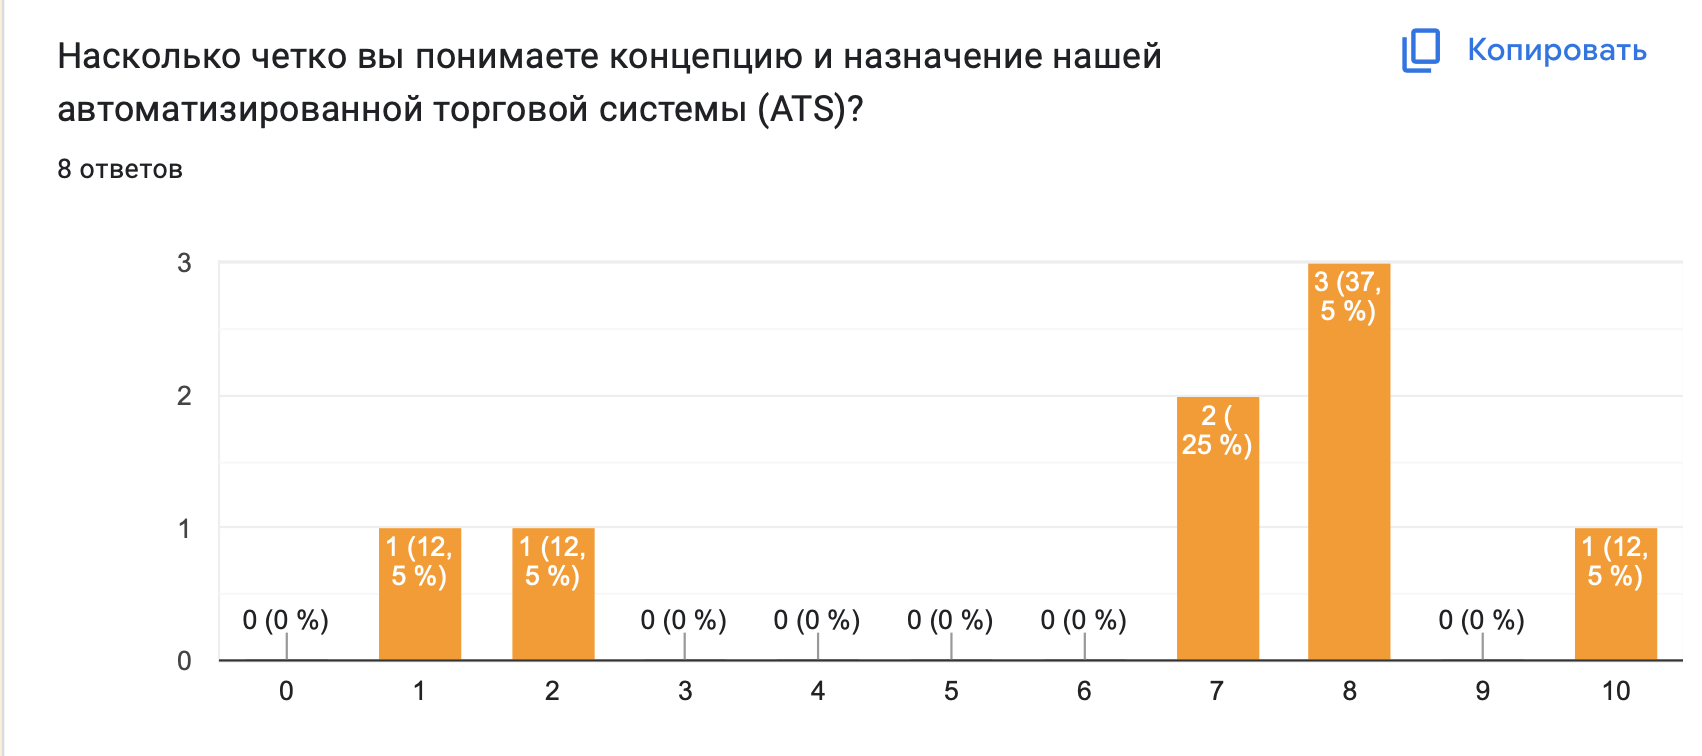 Насколько четко вы понимаете концепцию и назначение нашей
Копировать
автоматизированной торговой системы (ATS)?
8 ответов
3
3 (37,
5 %)
2
2 (
25 %)
1
1 (12,
5 %)
1 (12,
5 %)
1 (12,
5 %)
0 (0 %)
0 (0 %)
0 (0 %)
0 (0 %)
0 (0 %)
0 (0 %)
0
0
1
2
3
4
5
6
7
8
9
10